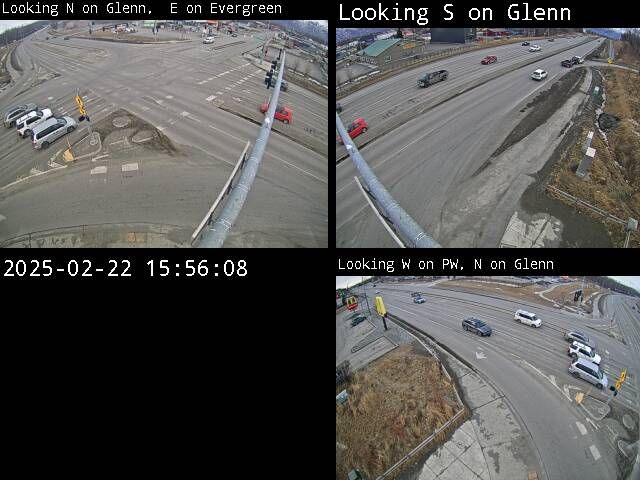 Looking N on Glenn,  E on Evergreen
Looking S on Glenn
2025-02-22 15:56:08
Looking W on PW, N on Glenn